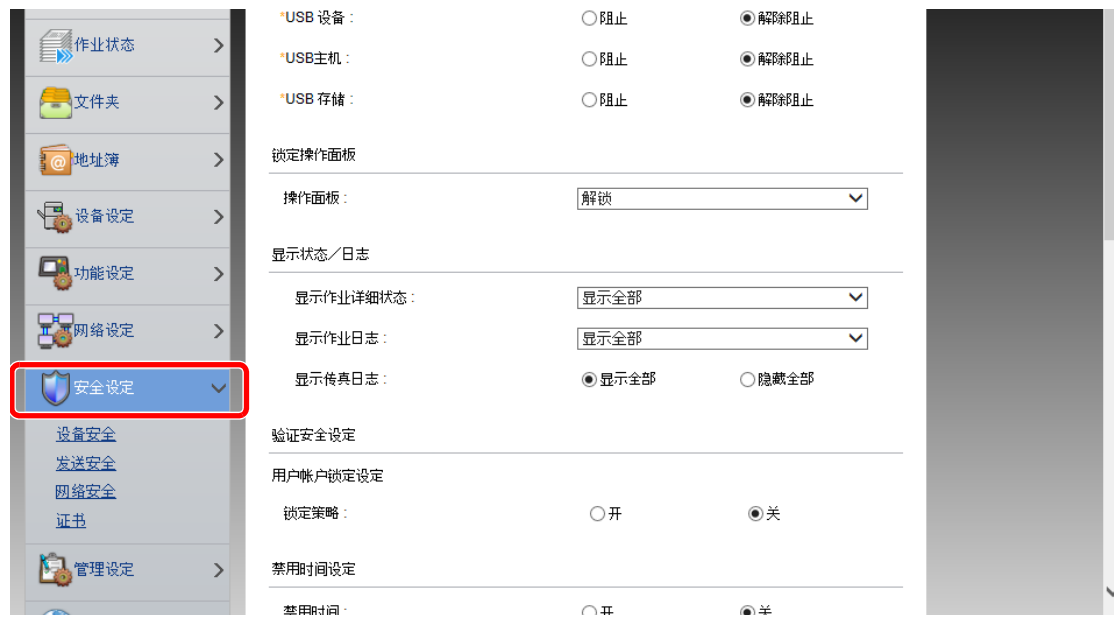 作业状态
文件夹
地址簿
设备设定
功能设定
网络设定
安全设定
设备安全
发送安全
网络安全
证书
管理设定
*USB 设备 : 阻止 解除阻止
*USB主机 : 阻止 解除阻止
*USB 存储 : 阻止 解除阻止
锁定操作面板
操作面板 : 解锁
显示状态／日志
显示作业详细状态 : 显示全部
显示作业日志 : 显示全部
显示传真日志 : 显示全部 隐藏全部
验证安全设定
用户帐户锁定设定
锁定策略 : 开 关
禁用时间设定
禁用时间 : 开 关